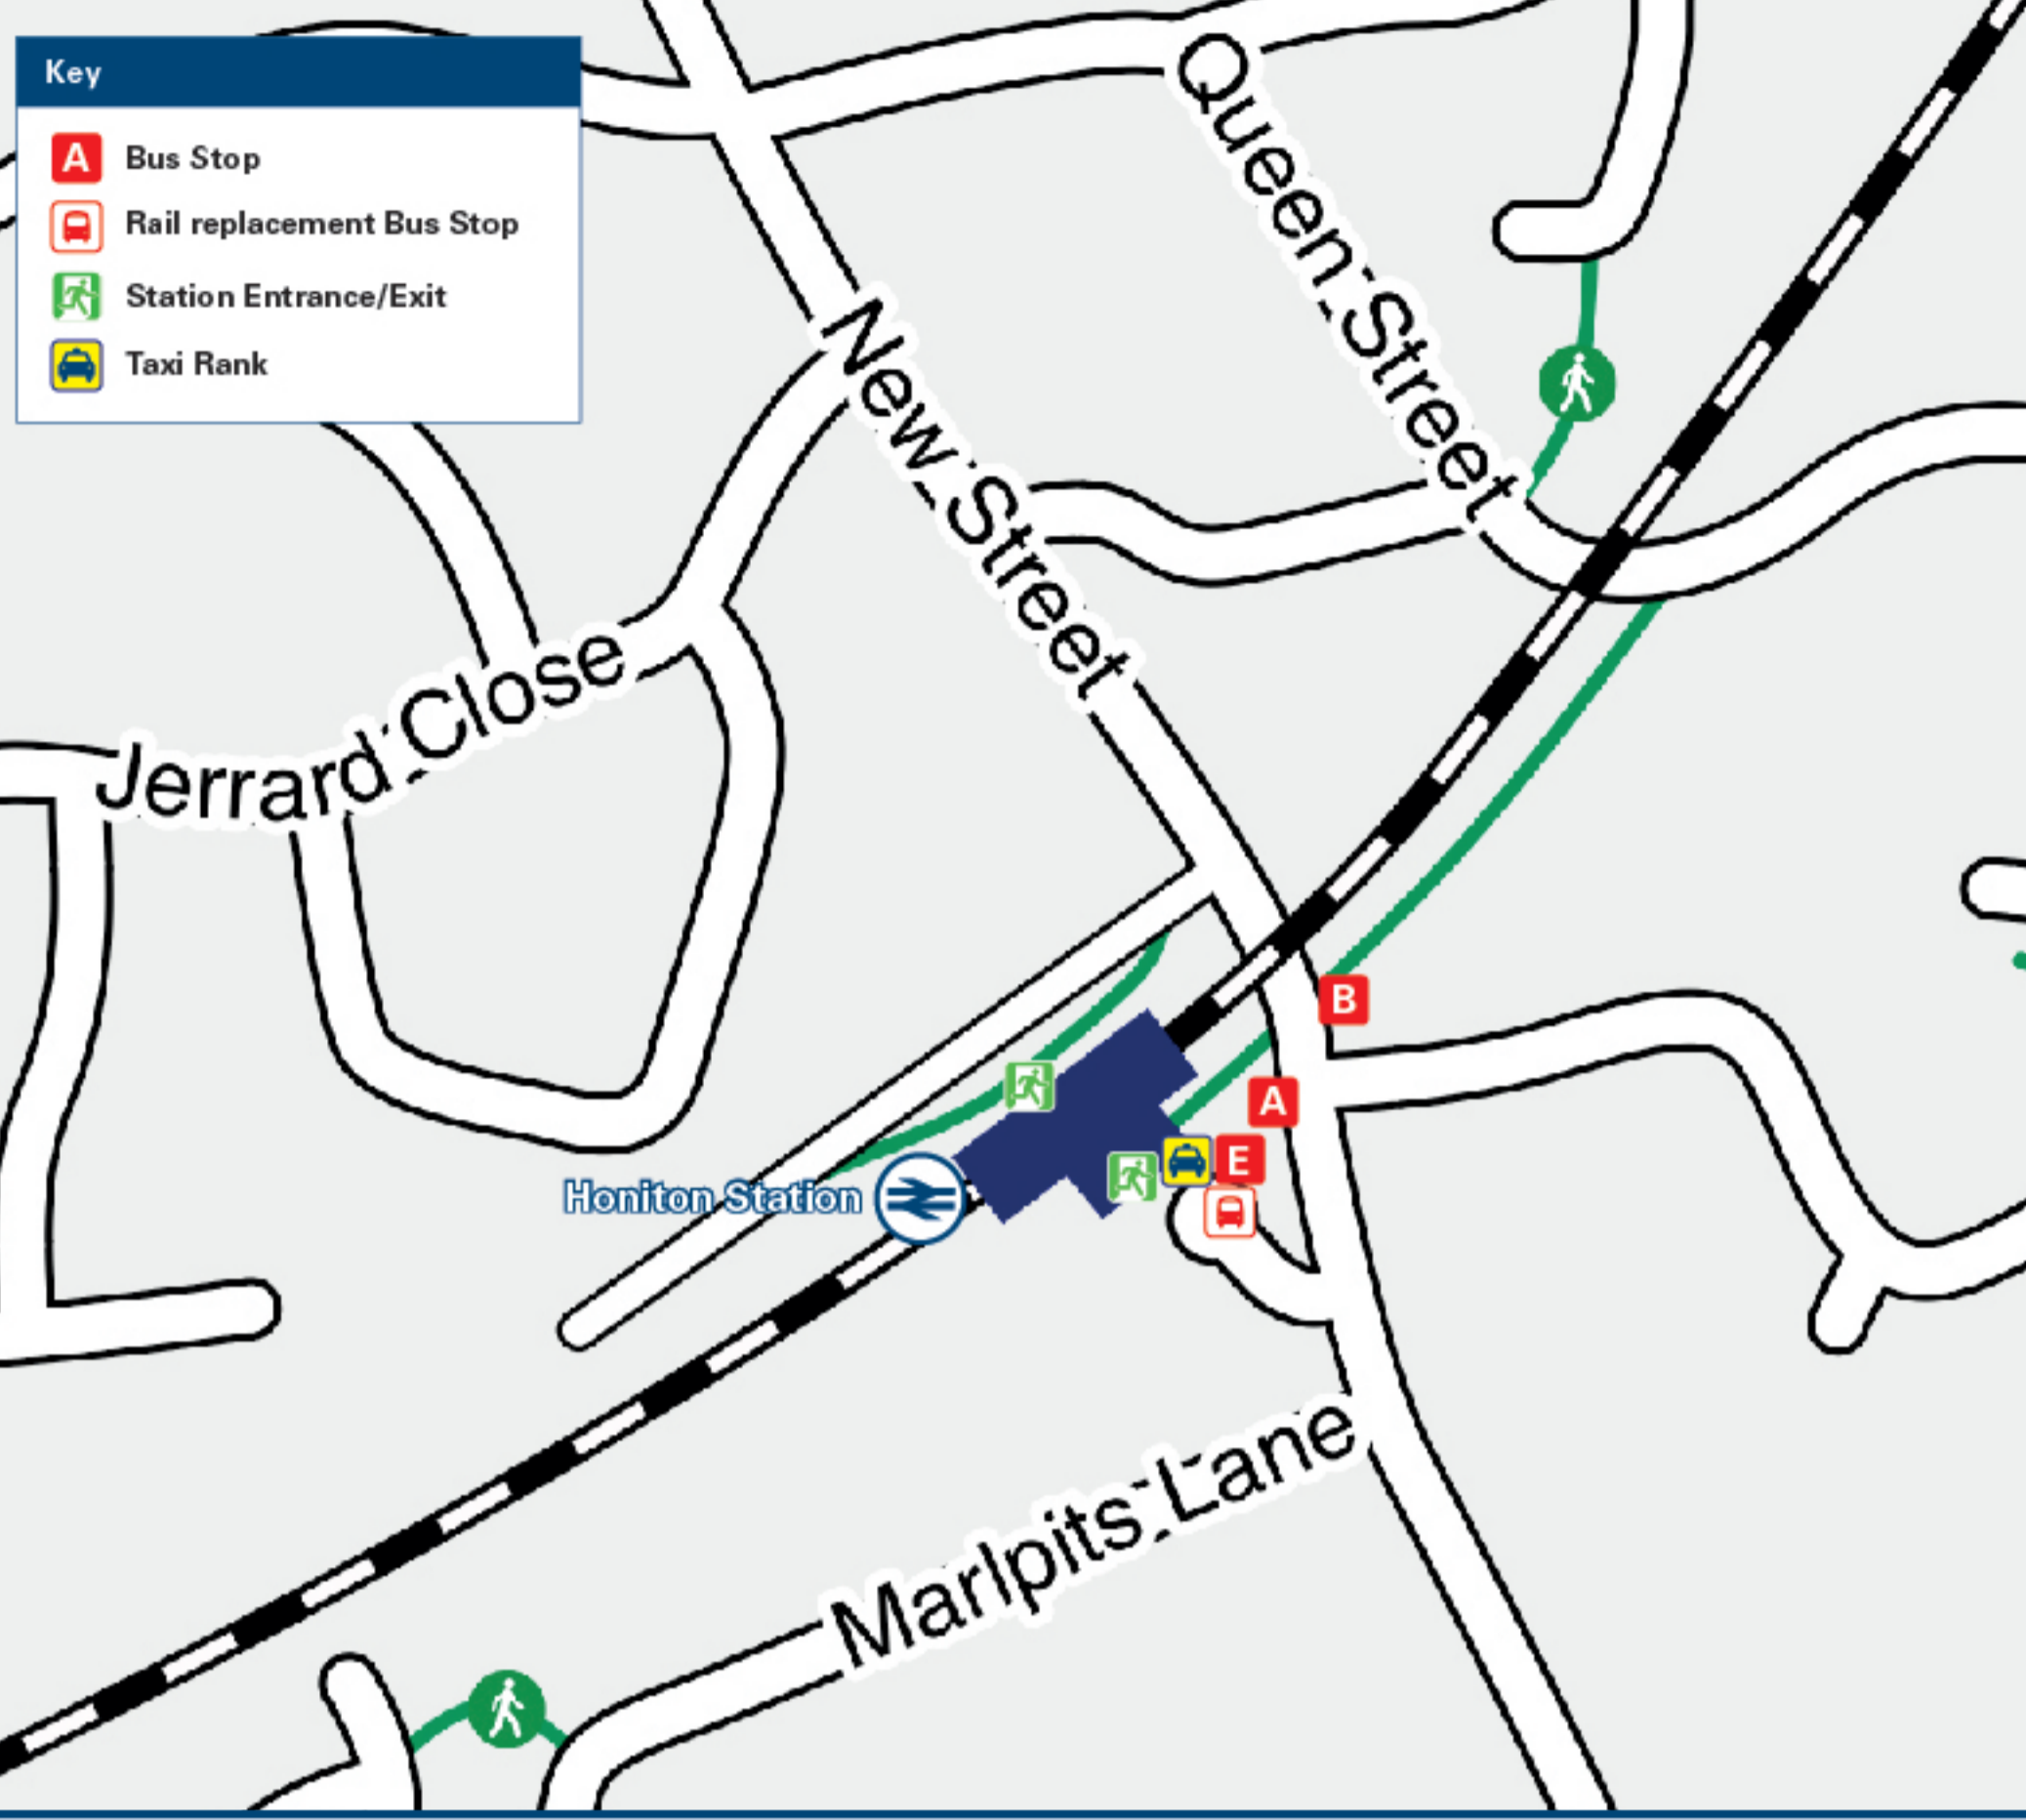 Key
A Bus Stop
Rail replacement Bus Stop
Station Entrance/Exit
Taxi Rank
Queen Street
New Street
Jerrard Close
B
A
E
Honiton Station
Marlpits Lane